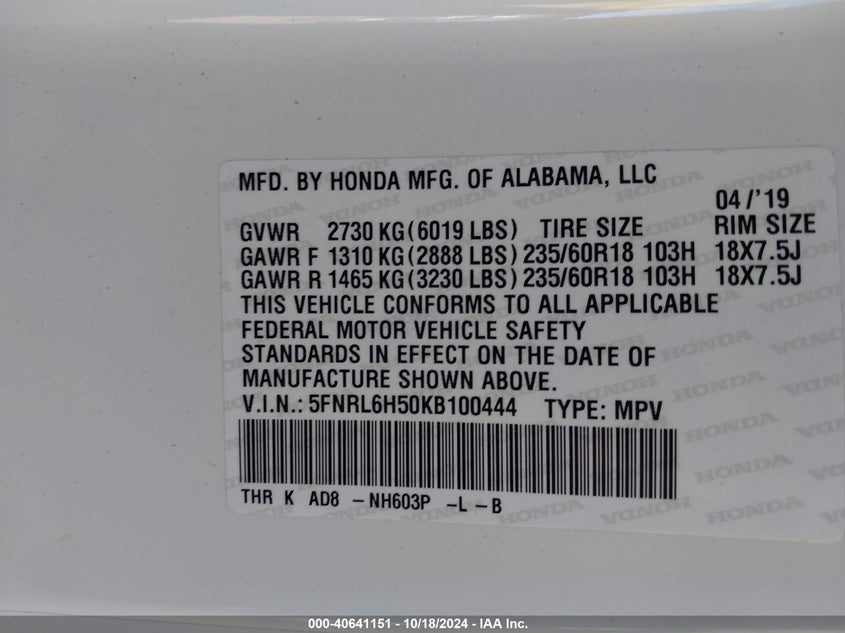 MFD. BY HONDA MFG. OF ALABAMA, LLC
04/'19
GVWR 2730 KG(6019 LBS) TIRE SIZE RIM SIZE
GAWR F 1310 KG(2888 LBS) 235/60R18 103H 18X7.5J
GAWR R 1465 KG(3230 LBS) 235/60R18 103H 18X7.5J
THIS VEHICLE CONFORMS TO ALL APPLICABLE
FEDERAL MOTOR VEHICLE SAFETY
STANDARDS IN EFFECT ON THE DATE OF
MANUFACTURE SHOWN ABOVE.
V.I.N.: 5FNRL6H50KB100444 TYPE: MPV
THR K AD8 -NH603P -L -B
000-40641151 - 10/18/2024 - IAA Inc.